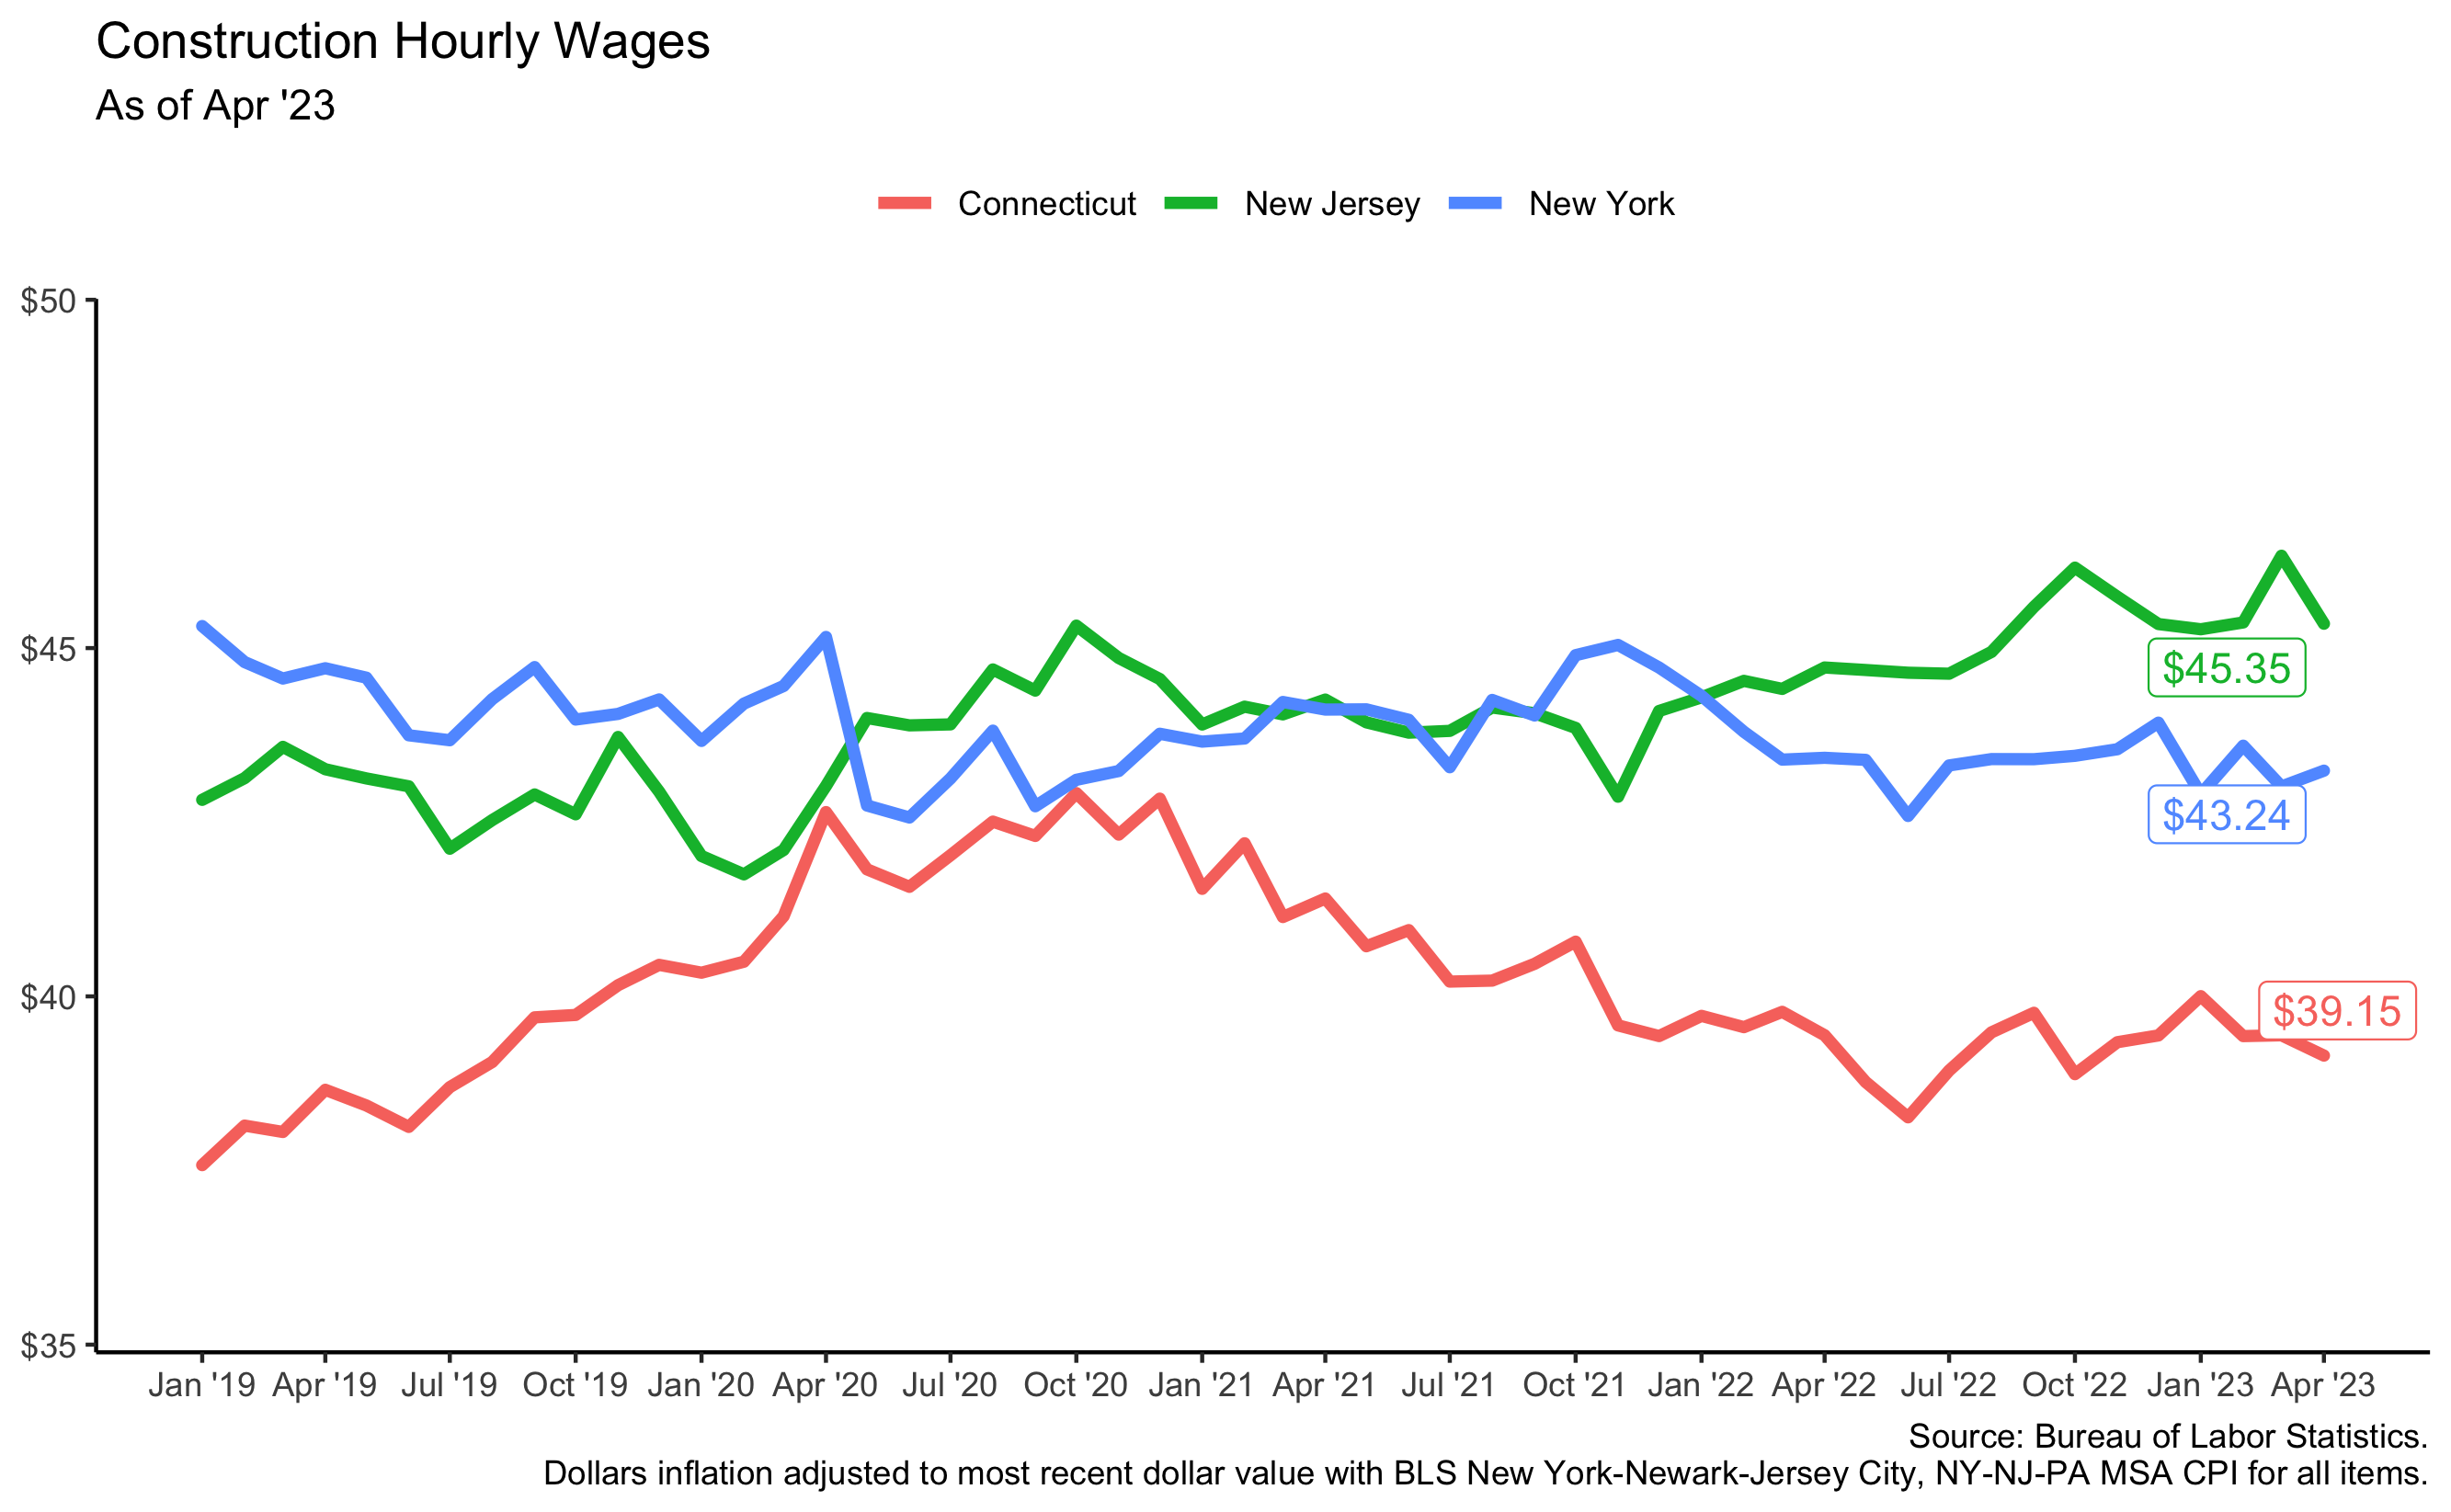 Construction Hourly Wages
As of Apr '23
Connecticut New Jersey New York
$50
$45
$40
$35
$45.35
$43.24
$39.15
Jan '19 Apr '19 Jul '19 Oct '19 Jan '20 Apr '20 Jul '20 Oct '20 Jan '21 Apr '21 Jul '21 Oct '21 Jan '22 Apr '22 Jul '22 Oct '22 Jan '23 Apr '23
Source: Bureau of Labor Statistics.
Dollars inflation adjusted to most recent dollar value with BLS New York-Newark-Jersey City, NY-NJ-PA MSA CPI for all items.